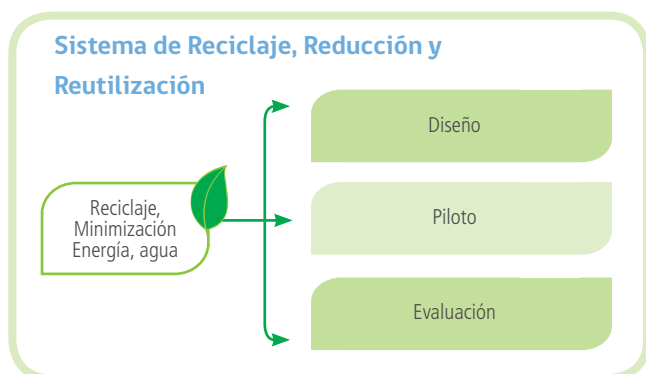 Sistema de Reciclaje, Reducción y
Reutilización
Diseño
Reciclaje,
Minimización
Energía, agua
Piloto
Evaluación